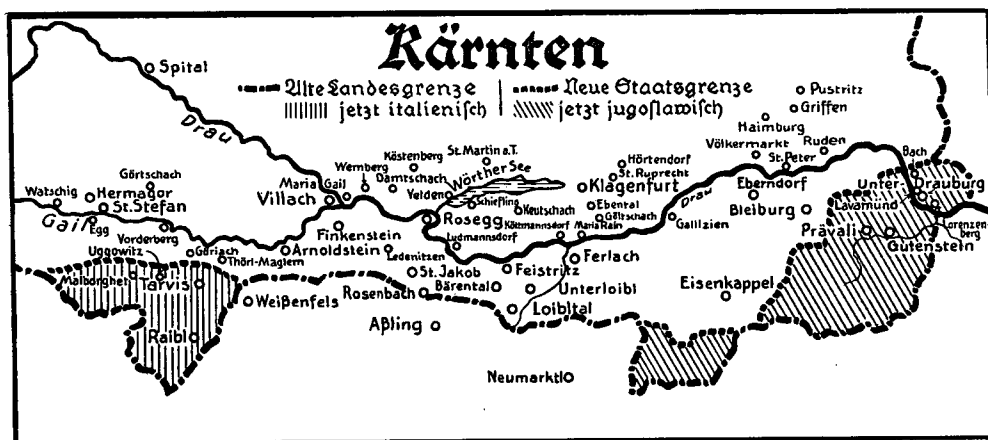 Kärnten
Alte Landesgrenze
Neue Staatsgrenze
jetzt italienisch
jetzt jugoslawisch
Spital
Drau
Pustritz
Griffen
Haimburg
Völkermarkt
Ruden
St. Peter
Bach
St. Martin a. T.
Köstenberg
Wernberg
Damtschach
Wörther See
Hörtendorf
St. Ruprecht
Klagenfurt
Drau
Eberndorf
Unter-Drauburg
Lavamünd
Görtschach
Watschig
Hermagor
St. Stefan
Maria Gail
Villach
Velden
Schiefling
Keutschach
Ebental
Göltschach
Bleiburg
Lorenzenberg
Gail
Egg
Vorderberg
Finkenstein
Rosegg
Ludmannsdorf
Köttmannsdorf
Maria Rain
Gallizien
Prävali
Gutenstein
Uggowitz
Görlach
Thörl-Maglern
Arnoldstein
Ledenitzen
St. Jakob
Feistritz
Ferlach
Malborghet
Tarvis
Weißenfels
Rosenbach
Bärental
Unterloibl
Eisenkappel
Loibltal
Raibl
Aßling
Neumarktl